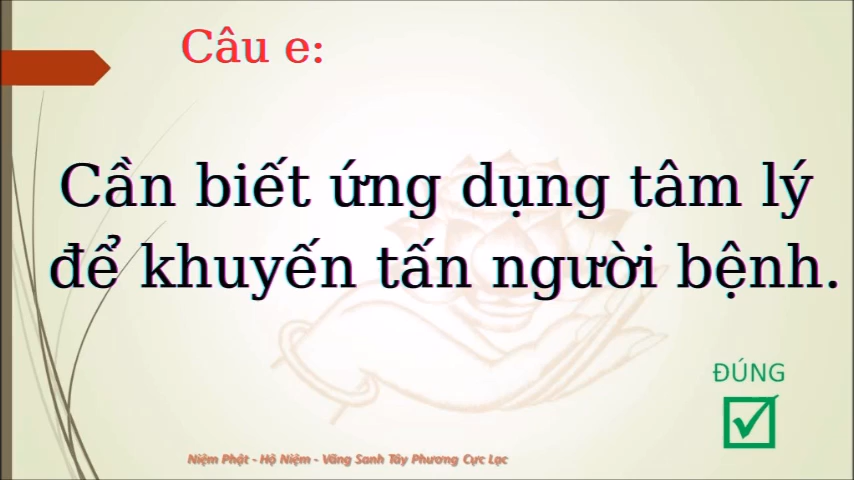 Câu e:
Cần biết ứng dụng tâm lý
để khuyến tấn người bệnh.
ĐÚNG
Niệm Phật - Hộ Niệm - Vãng Sanh Tây Phương Cực Lạc